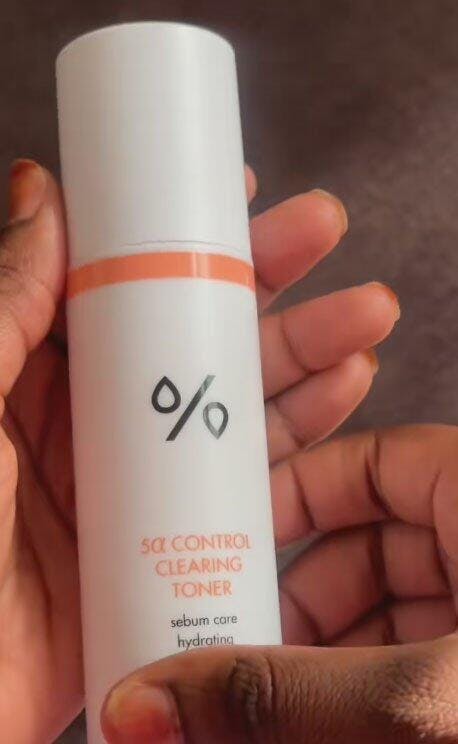 5α CONTROL
CLEARING
TONER
sebum care
hydrating